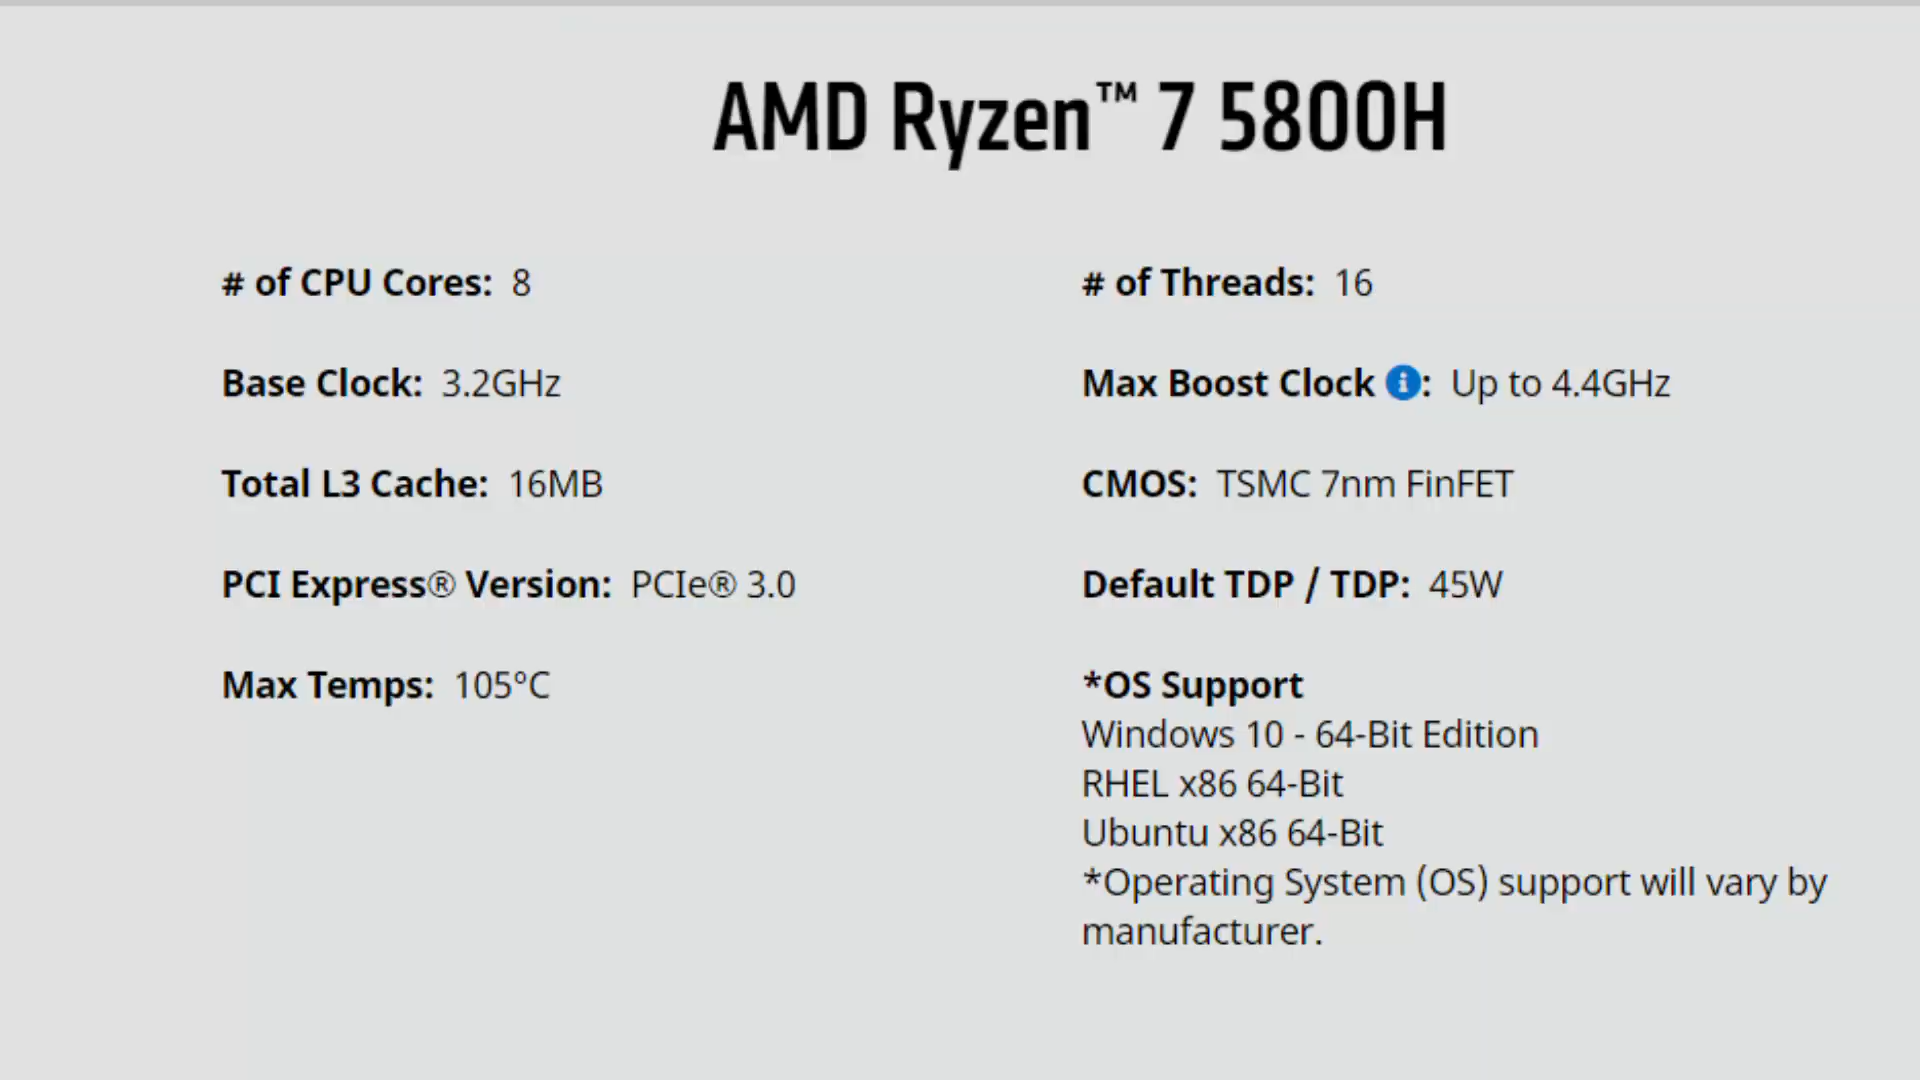 AMD Ryzen™ 7 5800H
# of CPU Cores: 8
# of Threads: 16
Base Clock: 3.2GHz
Max Boost Clock : Up to 4.4GHz
Total L3 Cache: 16MB
CMOS: TSMC 7nm FinFET
PCI Express® Version: PCIe® 3.0
Default TDP / TDP: 45W
Max Temps: 105°C
*OS Support
Windows 10 - 64-Bit Edition
RHEL x86 64-Bit
Ubuntu x86 64-Bit
*Operating System (OS) support will vary by
manufacturer.